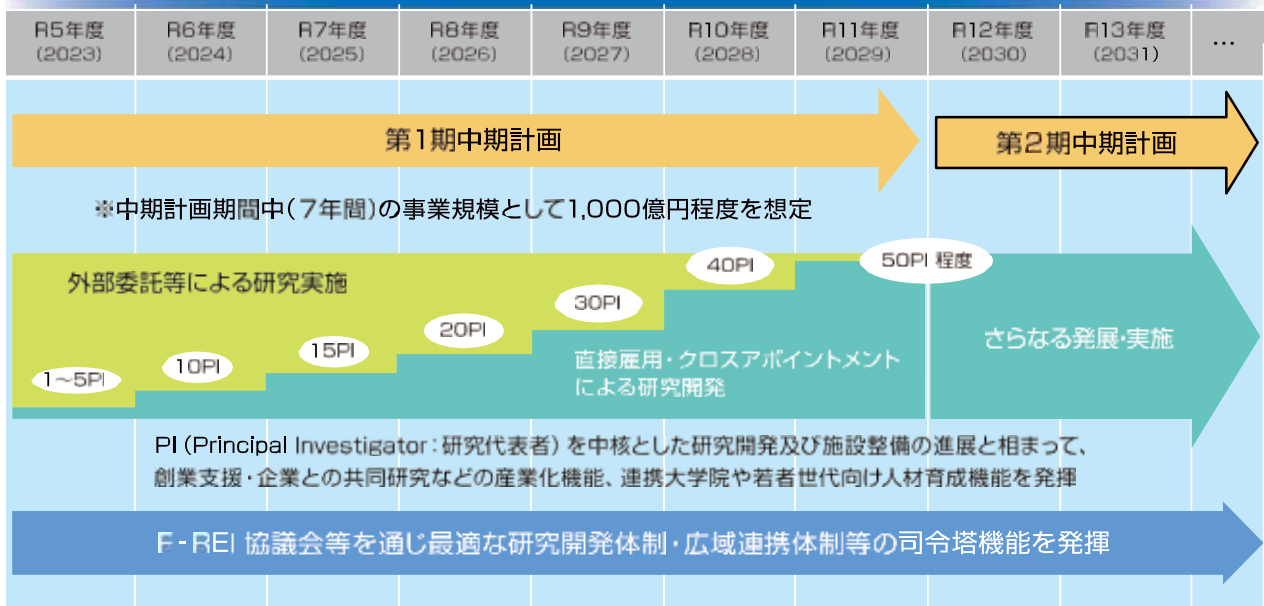 R5年度 R6年度 R7年度 R8年度 R9年度 R10年度 R11年度 R12年度 R13年度 …
(2023) (2024) (2025) (2026) (2027) (2028) (2029) (2030) (2031)
第1期中期計画
第2期中期計画
※中期計画期間中(7年間)の事業規模として1,000億円程度を想定
外部委託等による研究実施
1～5PI
10PI
15PI
20PI
30PI
40PI
50PI 程度
直接雇用・クロスアポイントメント
による研究開発
さらなる発展・実施
PI (Principal Investigator：研究代表者) を中核とした研究開発及び施設整備の進展と相まって、
創業支援・企業との共同研究などの産業化機能、連携大学院や若者世代向け人材育成機能を発揮
F-REI 協議会等を通じ最適な研究開発体制・広域連携体制等の司令塔機能を発揮